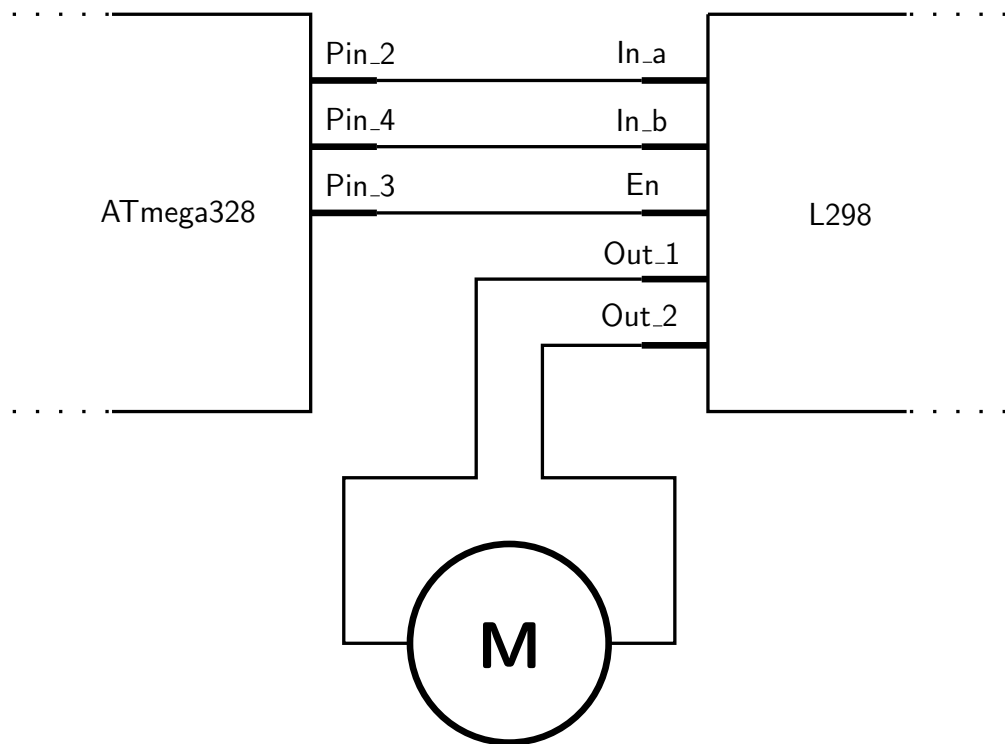 Pin_2
In_a
Pin_4
In_b
Pin_3
En
ATmega328
L298
Out_1
Out_2
M